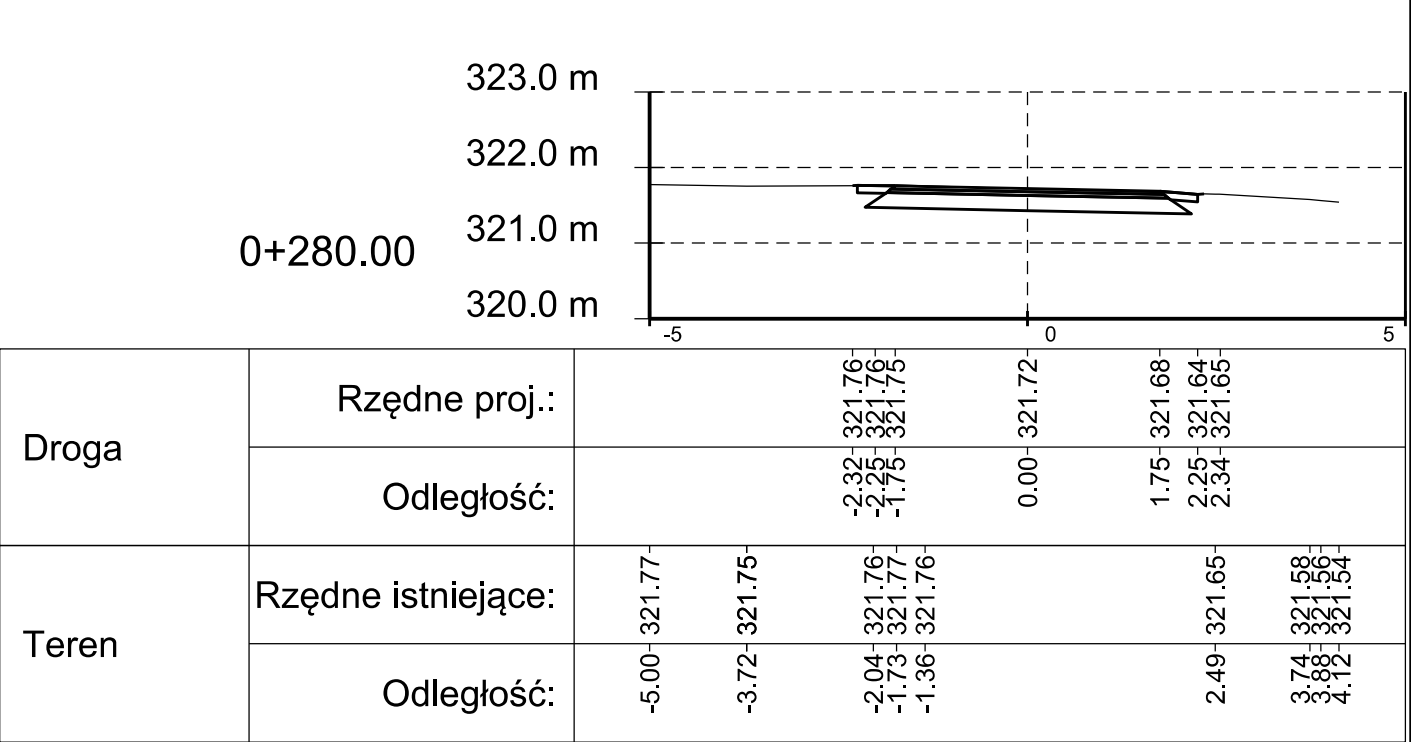 323.0 m
322.0 m
321.0 m
320.0 m
0+280.00
-5 0 5
Droga
Rzędne proj.: 321.76 321.76 321.75 321.72 321.68 321.64 321.65
Odległość: -2.32 -2.25 -1.75 0.00 1.75 2.25 2.34
Teren
Rzędne istniejące: 321.77 321.75 321.76 321.77 321.76 321.65 321.58 321.56 321.54
Odległość: -5.00 -3.72 -2.04 -1.73 -1.36 2.49 3.74 3.88 4.12